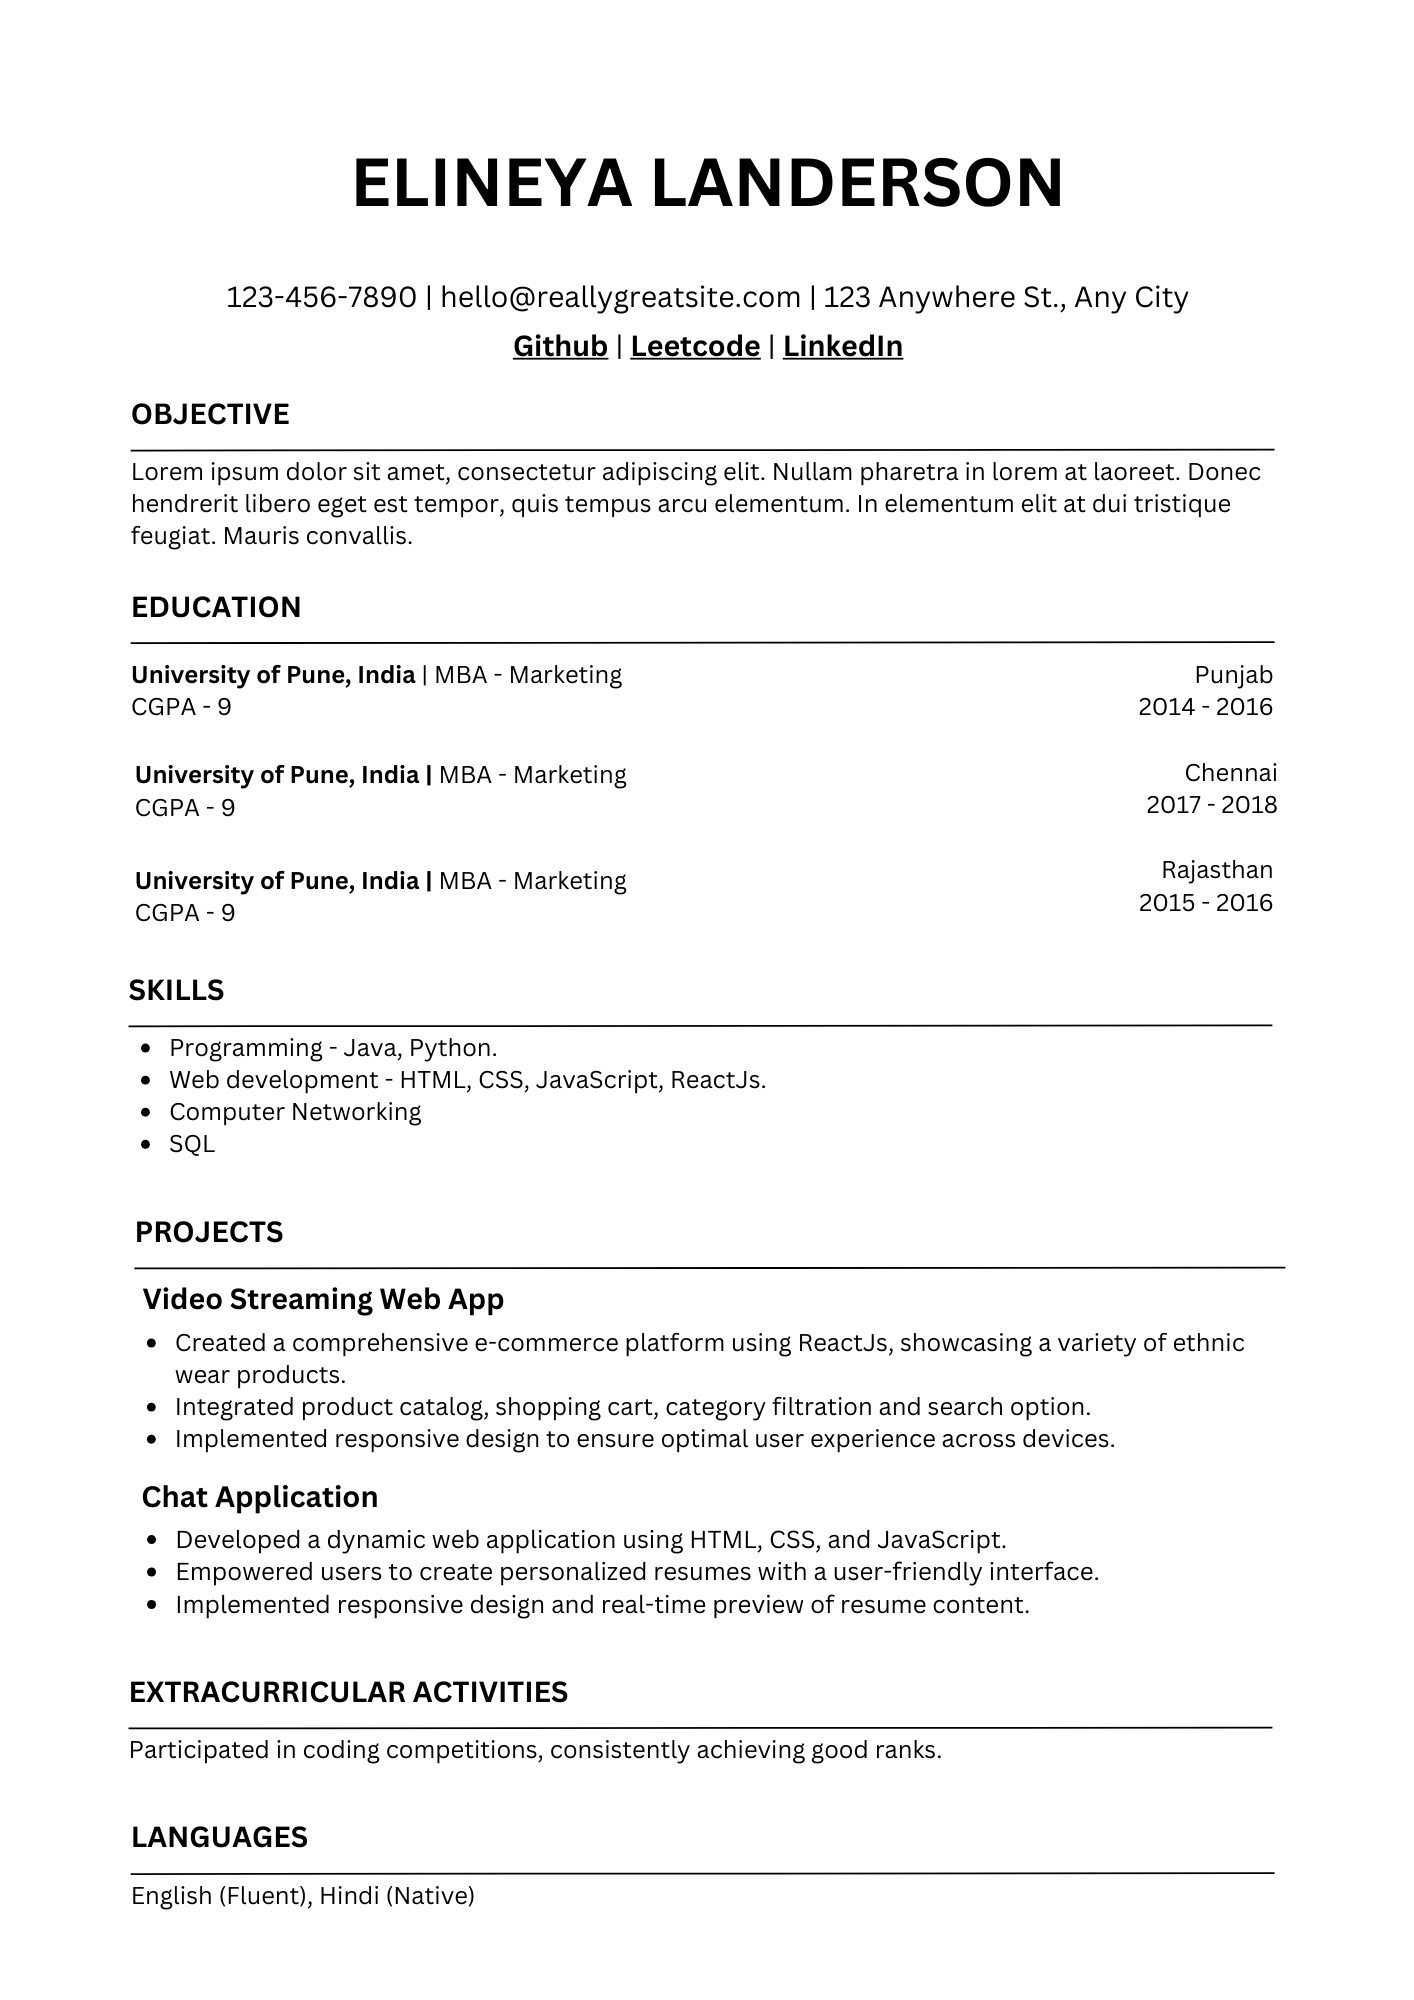 ELINEYA LANDERSON
123-456-7890 | hello@reallygreatsite.com | 123 Anywhere St., Any City
Github | Leetcode | LinkedIn
OBJECTIVE
Lorem ipsum dolor sit amet, consectetur adipiscing elit. Nullam pharetra in lorem at laoreet. Donec
hendrerit libero eget est tempor, quis tempus arcu elementum. In elementum elit at dui tristique
feugiat. Mauris convallis.
EDUCATION
University of Pune, India | MBA - Marketing Punjab
CGPA - 9 2014 - 2016
University of Pune, India | MBA - Marketing Chennai
CGPA - 9 2017 - 2018
University of Pune, India | MBA - Marketing Rajasthan
CGPA - 9 2015 - 2016
SKILLS
• Programming - Java, Python.
• Web development - HTML, CSS, JavaScript, ReactJs.
• Computer Networking
• SQL
PROJECTS
Video Streaming Web App
• Created a comprehensive e-commerce platform using ReactJs, showcasing a variety of ethnic
wear products.
• Integrated product catalog, shopping cart, category filtration and search option.
• Implemented responsive design to ensure optimal user experience across devices.
Chat Application
• Developed a dynamic web application using HTML, CSS, and JavaScript.
• Empowered users to create personalized resumes with a user-friendly interface.
• Implemented responsive design and real-time preview of resume content.
EXTRACURRICULAR ACTIVITIES
Participated in coding competitions, consistently achieving good ranks.
LANGUAGES
English (Fluent), Hindi (Native)